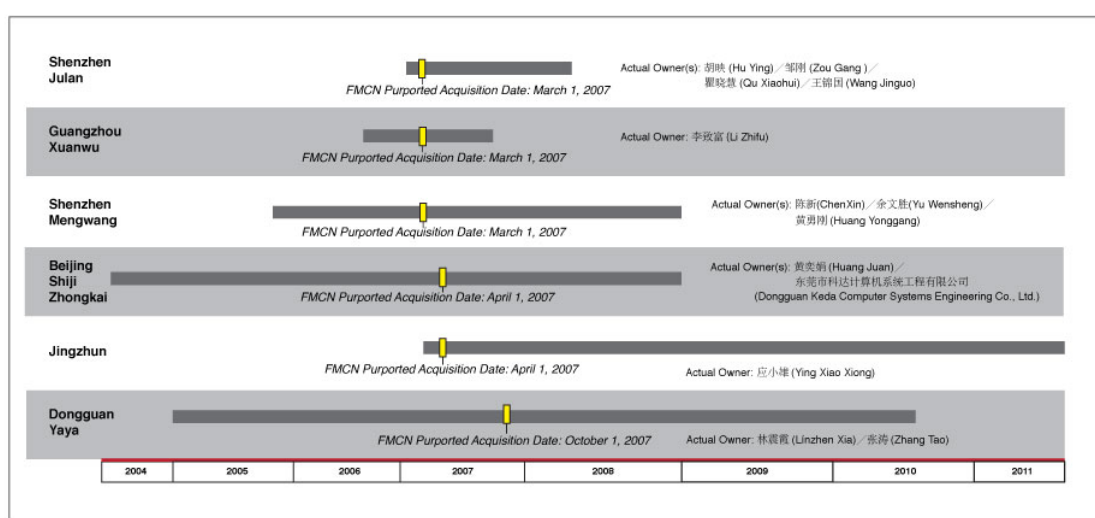 Shenzhen
Julan
Actual Owner(s): 胡映 (Hu Ying)／邹刚 (Zou Gang )／
瞿晓慧 (Qu Xiaohui)／王锦国 (Wang Jinguo)
FMCN Purported Acquisition Date: March 1, 2007
Guangzhou
Xuanwu
Actual Owner: 李致富 (Li Zhifu)
FMCN Purported Acquisition Date: March 1, 2007
Shenzhen
Mengwang
Actual Owner(s): 陈新(ChenXin)／余文胜(Yu Wensheng)／
黄勇刚 (Huang Yonggang)
FMCN Purported Acquisition Date: March 1, 2007
Beijing
Shiji
Zhongkai
Actual Owner(s): 黄奕娟 (Huang Juan)／
东莞市科达计算机系统工程有限公司
(Dongguan Keda Computer Systems Engineering Co., Ltd.)
FMCN Purported Acquisition Date: April 1, 2007
Jingzhun
FMCN Purported Acquisition Date: April 1, 2007
Actual Owner: 应小雄 (Ying Xiao Xiong)
Dongguan
Yaya
FMCN Purported Acquisition Date: October 1, 2007
Actual Owner: 林震霞 (Linzhen Xia)／张涛 (Zhang Tao)
2004 2005 2006 2007 2008 2009 2010 2011